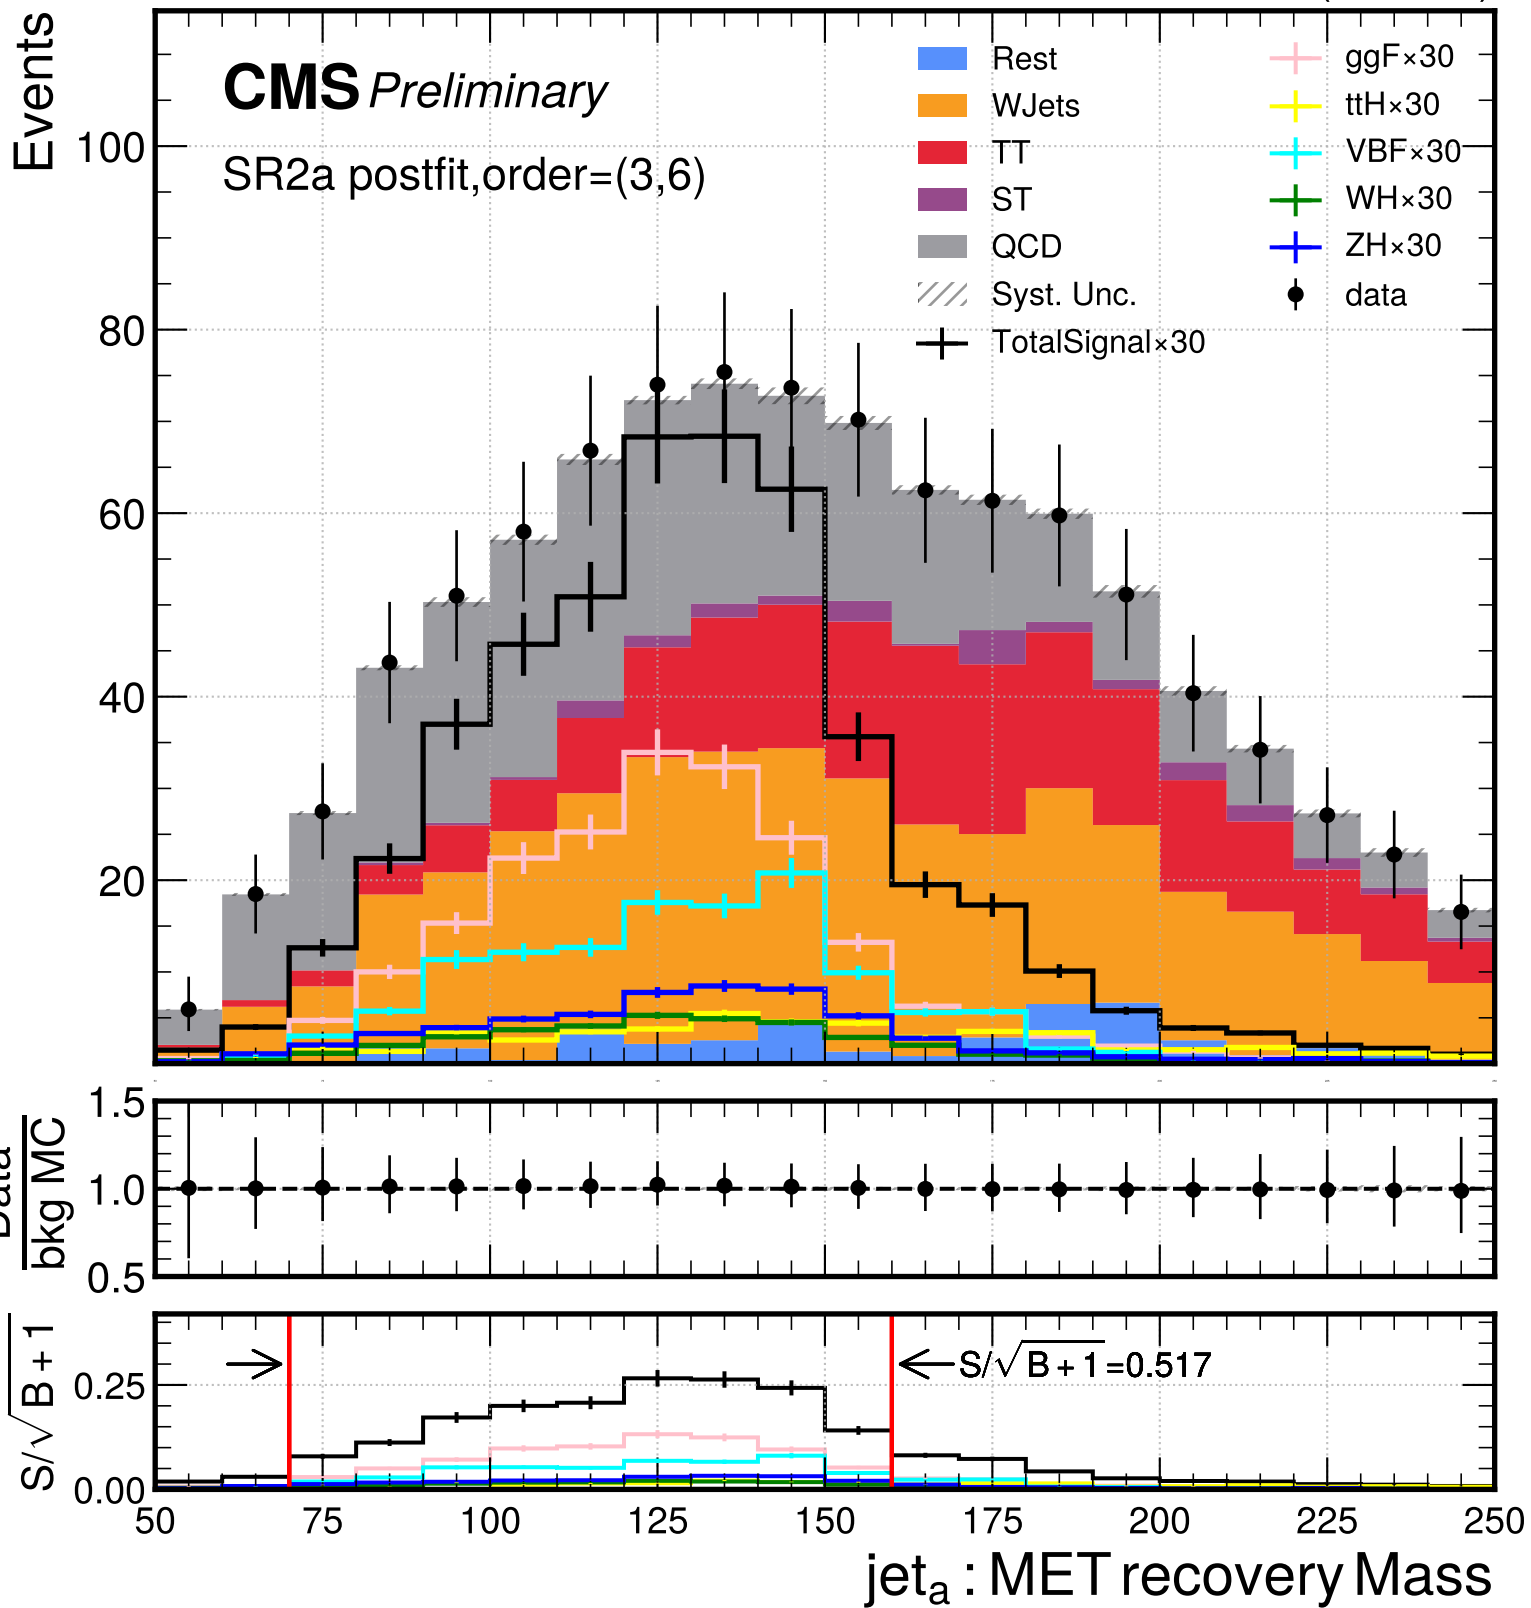 Events
CMS Preliminary
SR2a postfit,order=(3,6)
Rest
WJets
TT
ST
QCD
Syst. Unc.
TotalSignal×30
ggF×30
ttH×30
VBF×30
WH×30
ZH×30
data
100
80
60
40
20
Data
bkg MC
1.5
1.0
0.5
S/√B + 1
0.25
0.00
S/√B + 1=0.517
50 75 100 125 150 175 200 225 250
jetₐ : MET recovery Mass